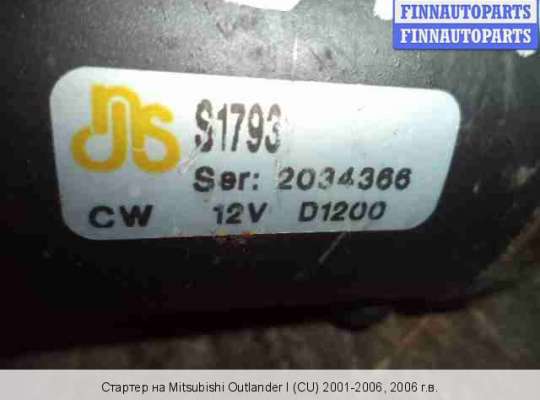 FINNAUTOPARTS
FINNAUTOPARTS
S1793
Ser: 2034366
CW 12V D1200
Стартер на Mitsubishi Outlander I (CU) 2001-2006, 2006 г.в.